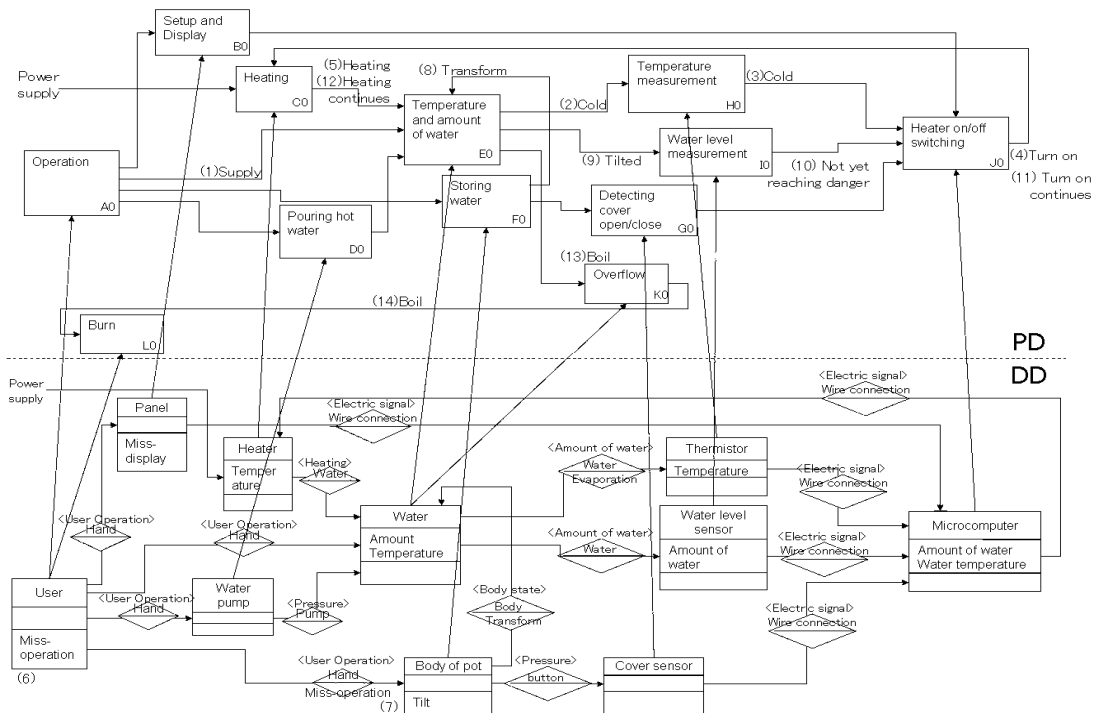 Setup and
Display
B0
Power
supply
Heating
C0
(5)Heating
(12)Heating
continues
(8) Transform
Temperature
measurement
H0
(3)Cold
Temperature
and amount
of water
E0
(2)Cold
Water level
measurement
I0
Heater on/off
switching
J0
Operation
A0
(1)Supply
(9) Tilted
(10) Not yet
reaching danger
(4)Turn on
(11) Turn on
continues
Storing
water
F0
Detecting
cover
open/close
G0
Pouring hot
water
D0
(13)Boil
Overflow
K0
(14)Boil
Burn
L0
PD
DD
Power
supply
Panel
Miss-
display
<Electric signal>
Wire connection
<Electric signal>
Wire connection
Heater
Temper
ature
<Heating>
Water
<Amount of water>
Water
Evaporation
Thermistor
Temperature
<Electric signal>
Wire connection
<User Operation>
Hand
<User Operation>
Hand
Water
Amount
Temperature
<Amount of water>
Water
Water level
sensor
Amount of
water
<Electric signal>
Wire connection
Microcomputer
Amount of water
Water temperature
User
Miss-
operation
(6)
<User Operation>
Hand
Water
pump
<Pressure>
Pump
<Body state>
Body
Transform
<Electric signal>
Wire connection
<User Operation>
Hand
Miss-operation
(7)
Body of pot
Tilt
<Pressure>
button
Cover sensor